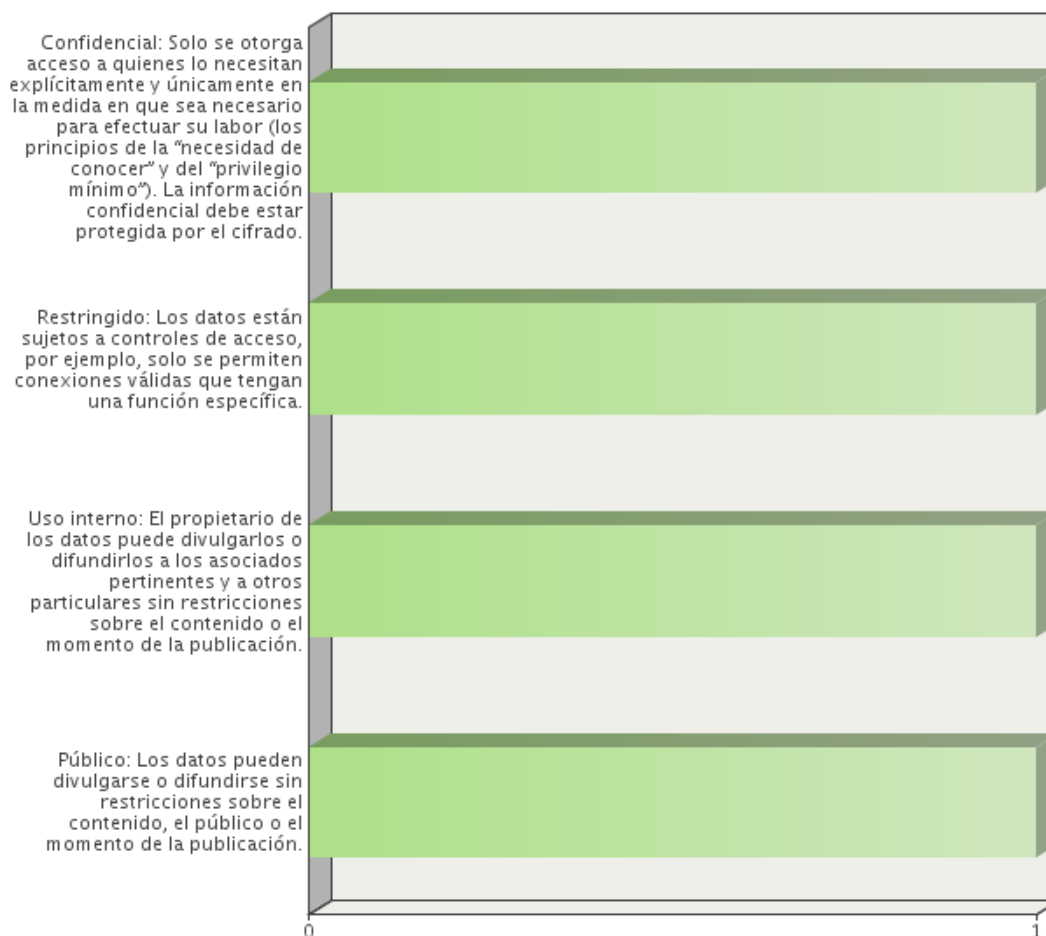 Confidencial: Solo se otorga
acceso a quienes lo necesitan
explícitamente y únicamente en
la medida en que sea necesario
para efectuar su labor (los
principios de la “necesidad de
conocer” y del “privilegio
mínimo”). La información
confidencial debe estar
protegida por el cifrado.
Restringido: Los datos están
sujetos a controles de acceso,
por ejemplo, solo se permiten
conexiones válidas que tengan
una función específica.
Uso interno: El propietario de
los datos puede divulgarlos o
difundirlos a los asociados
pertinentes y a otros
particulares sin restricciones
sobre el contenido o el
momento de la publicación.
Público: Los datos pueden
divulgarse o difundirse sin
restricciones sobre el
contenido, el público o el
momento de la publicación.
0 1